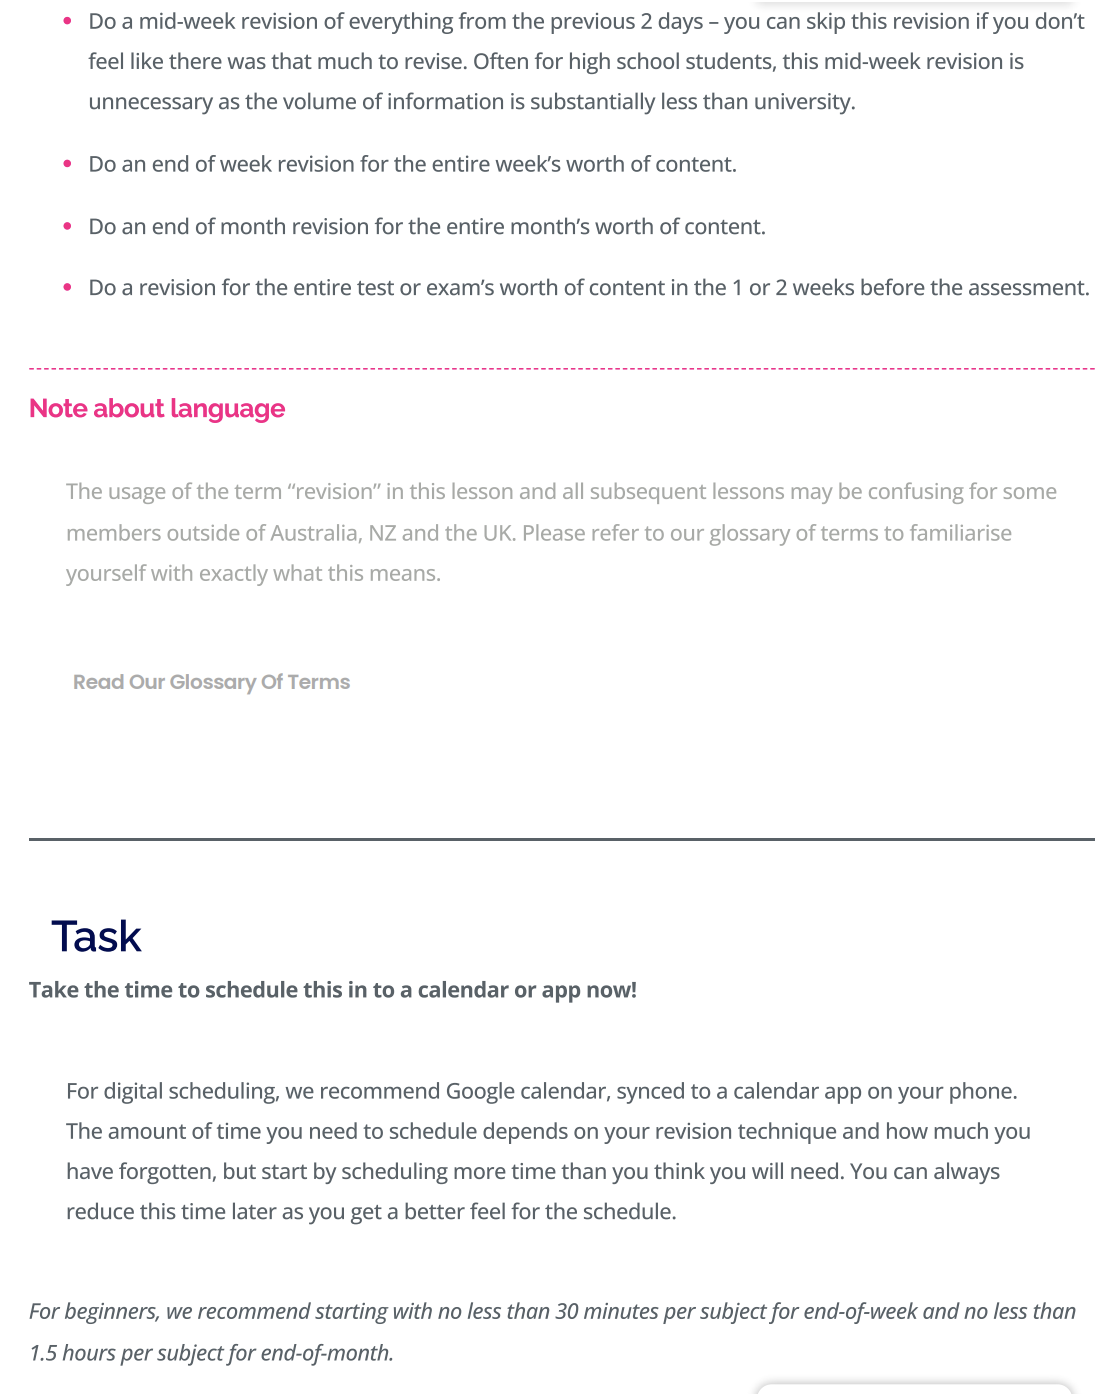 Do a mid-week revision of everything from the previous 2 days – you can skip this revision if you don’t
feel like there was that much to revise. Often for high school students, this mid-week revision is
unnecessary as the volume of information is substantially less than university.
Do an end of week revision for the entire week’s worth of content.
Do an end of month revision for the entire month’s worth of content.
Do a revision for the entire test or exam’s worth of content in the 1 or 2 weeks before the assessment.
Note about language
The usage of the term “revision” in this lesson and all subsequent lessons may be confusing for some
members outside of Australia, NZ and the UK. Please refer to our glossary of terms to familiarise
yourself with exactly what this means.
Read Our Glossary Of Terms
Task
Take the time to schedule this in to a calendar or app now!
For digital scheduling, we recommend Google calendar, synced to a calendar app on your phone.
The amount of time you need to schedule depends on your revision technique and how much you
have forgotten, but start by scheduling more time than you think you will need. You can always
reduce this time later as you get a better feel for the schedule.
For beginners, we recommend starting with no less than 30 minutes per subject for end-of-week and no less than
1.5 hours per subject for end-of-month.